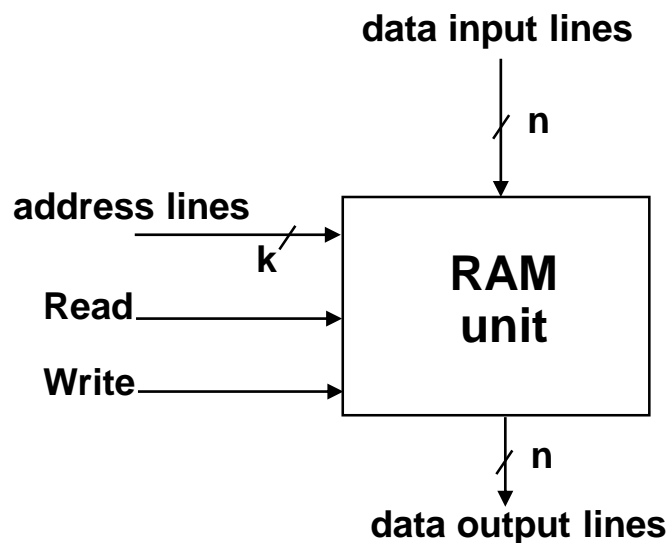 data input lines
n
address lines
k
RAM
unit
Read
Write
n
data output lines